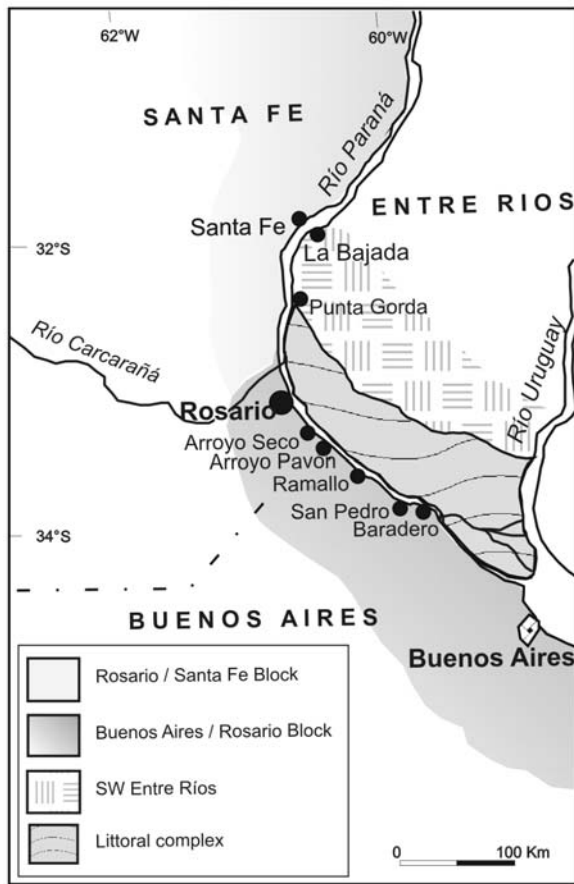 62°W
60°W
SANTA FE
Río Paraná
ENTRE RIOS
Santa Fe
32°S
La Bajada
Punta Gorda
Río Carcarañá
Río Uruguay
Rosario
Arroyo Seco
Arroyo Pavón
Ramallo
San Pedro
Baradero
34°S
BUENOS AIRES
Buenos Aires
Rosario / Santa Fe Block
Buenos Aires / Rosario Block
SW Entre Ríos
Littoral complex
0 100 Km